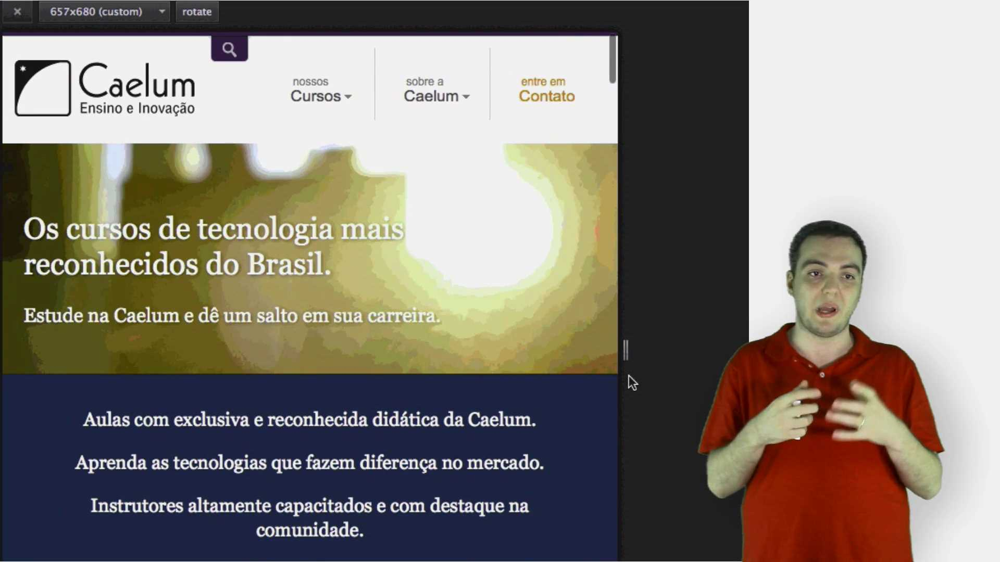 657x680 (custom)
rotate
Caelum
Ensino e Inovação
nossos
Cursos
sobre a
Caelum
entre em
Contato
Os cursos de tecnologia mais
reconhecidos do Brasil.
Estude na Caelum e dê um salto em sua carreira.
Aulas com exclusiva e reconhecida didática da Caelum.
Aprenda as tecnologias que fazem diferença no mercado.
Instrutores altamente capacitados e com destaque na
comunidade.